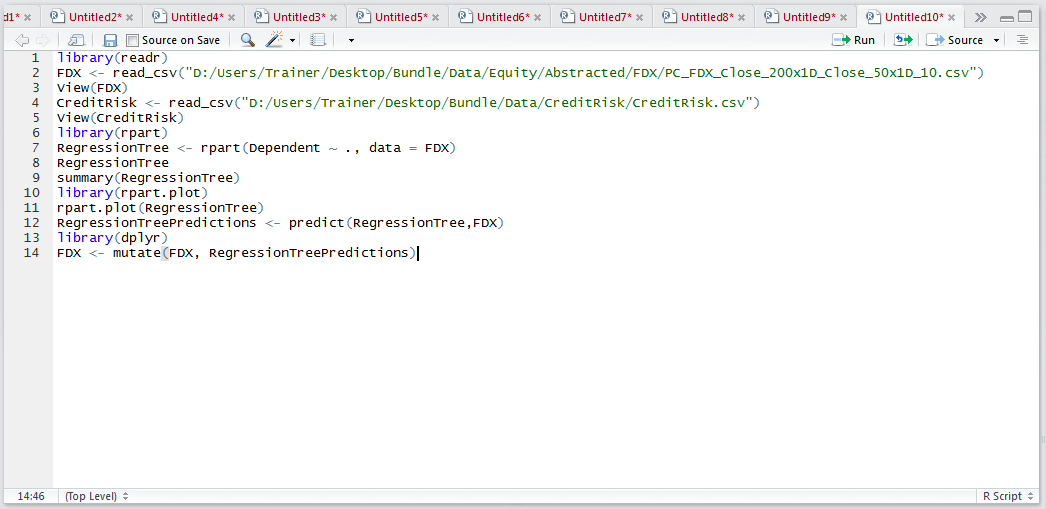 d1* × Untitled2* × Untitled4* × Untitled3* × Untitled5* × Untitled6* × Untitled7* × Untitled8* × Untitled9* × Untitled10* ×
Source on Save Run Source
1 library(readr)
2 FDX <- read_csv("D:/Users/Trainer/Desktop/Bundle/Data/Equity/Abstracted/FDX/PC_FDX_Close_200x1D_Close_50x1D_10.csv")
3 View(FDX)
4 CreditRisk <- read_csv("D:/Users/Trainer/Desktop/Bundle/Data/CreditRisk/CreditRisk.csv")
5 View(CreditRisk)
6 library(rpart)
7 RegressionTree <- rpart(Dependent ~ ., data = FDX)
8 RegressionTree
9 summary(RegressionTree)
10 library(rpart.plot)
11 rpart.plot(RegressionTree)
12 RegressionTreePredictions <- predict(RegressionTree,FDX)
13 library(dplyr)
14 FDX <- mutate(FDX, RegressionTreePredictions)
14:46 (Top Level) R Script